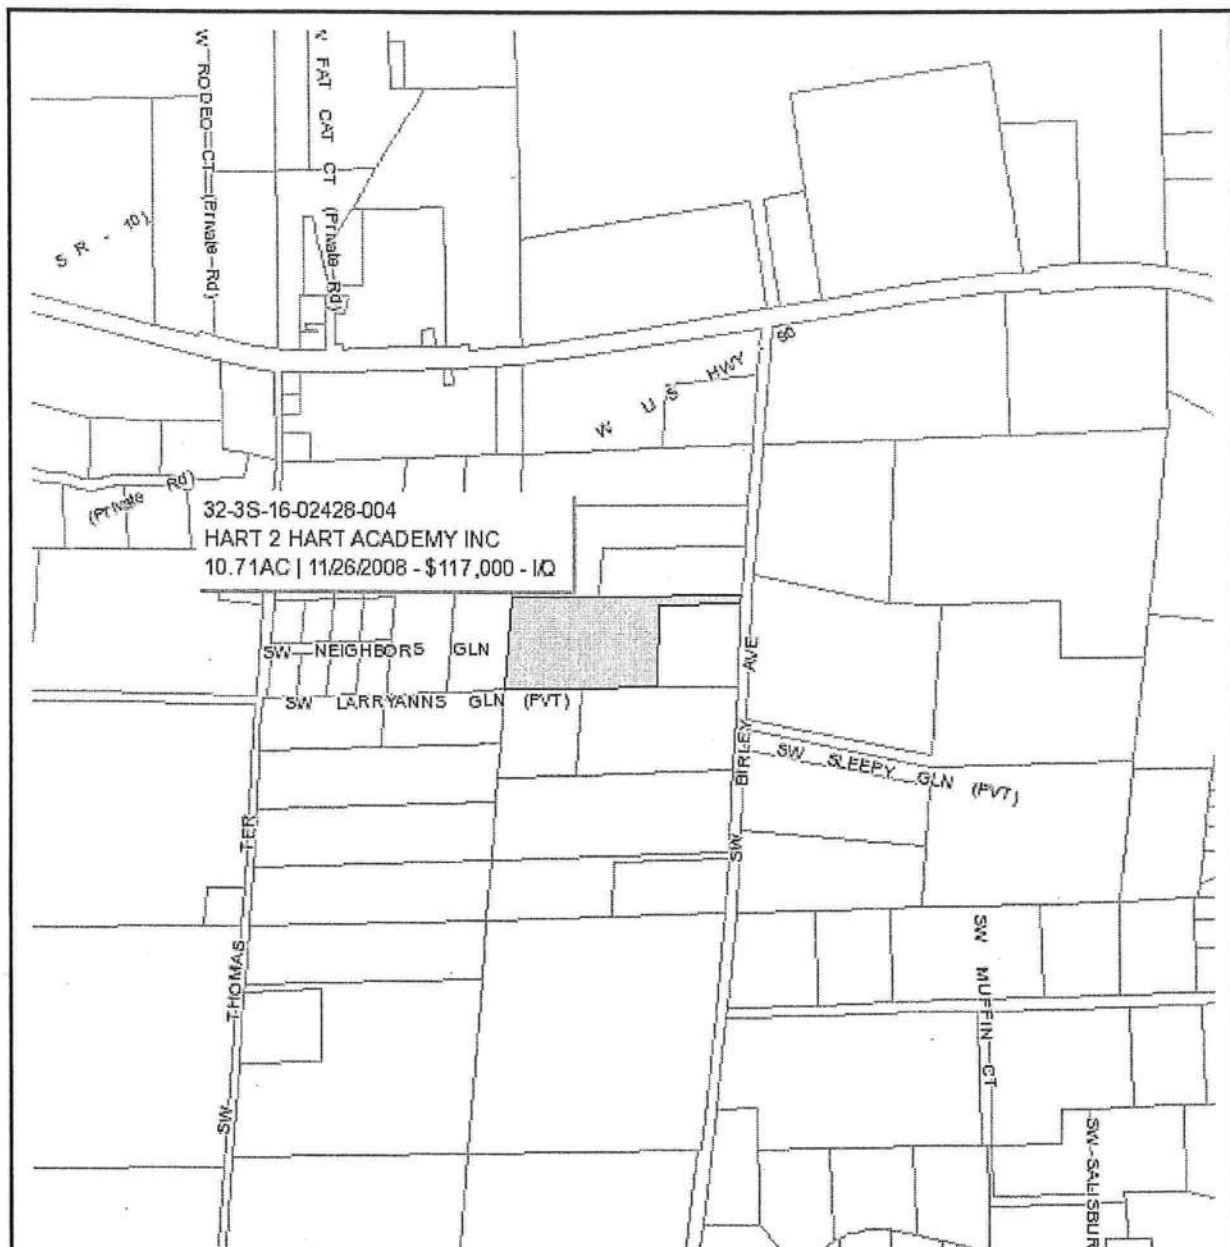 W RODEO CT (Private Rd)
FAT CAT CT (Private Rd)
SR - 10)
W US HWY 90
(Private Rd)
32-3S-16-02428-004
HART 2 HART ACADEMY INC
10.71AC | 11/26/2008 - $117,000 - I/Q
SW NEIGHBORS GLN
SW LARRYANNS GLN (PVT)
SW BIRLEY AVE
SW SLEEPY GLN (PVT)
SW THOMAS TER
SW MUFFIN CT
SW SALISBUR